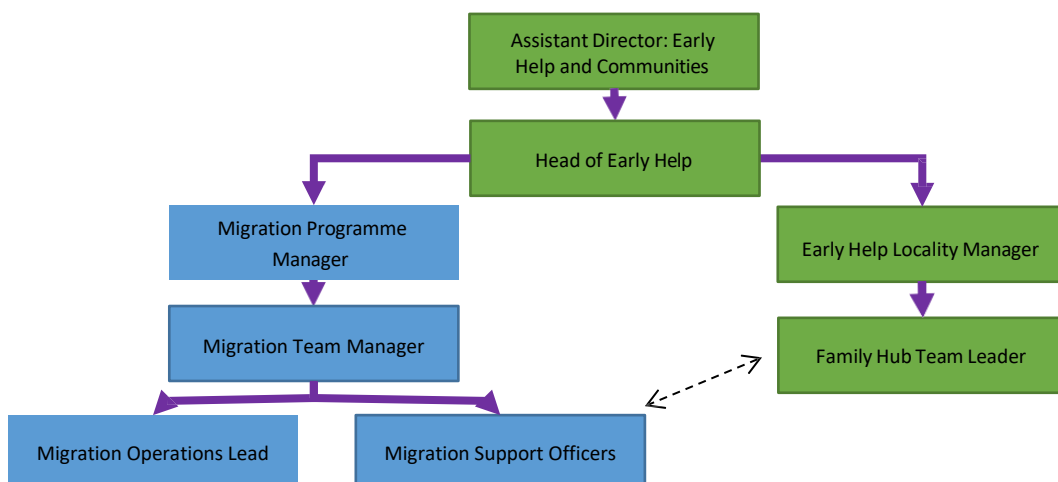 Assistant Director: Early
Help and Communities
Head of Early Help
Migration Programme
Manager
Early Help Locality Manager
Migration Team Manager
Family Hub Team Leader
Migration Operations Lead
Migration Support Officers